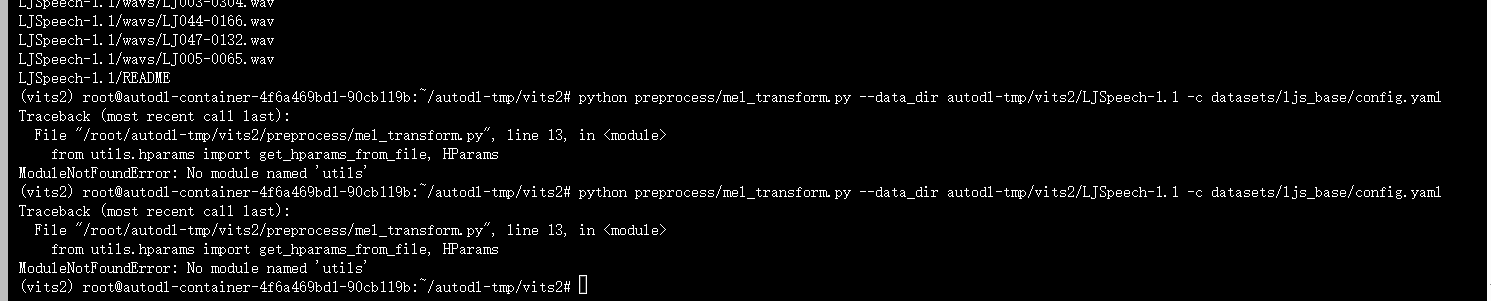 LJSpeech-1.1/wavs/LJ003-0304.wav
LJSpeech-1.1/wavs/LJ044-0166.wav
LJSpeech-1.1/wavs/LJ047-0132.wav
LJSpeech-1.1/wavs/LJ005-0065.wav
LJSpeech-1.1/README
(vits2) root@autodl-container-4f6a469bd1-90cb119b:~/autodl-tmp/vits2# python preprocess/mel_transform.py --data_dir autodl-tmp/vits2/LJSpeech-1.1 -c datasets/ljs_base/config.yaml
Traceback (most recent call last):
  File "/root/autodl-tmp/vits2/preprocess/mel_transform.py", line 13, in <module>
    from utils.hparams import get_hparams_from_file, HParams
ModuleNotFoundError: No module named 'utils'
(vits2) root@autodl-container-4f6a469bd1-90cb119b:~/autodl-tmp/vits2# python preprocess/mel_transform.py --data_dir autodl-tmp/vits2/LJSpeech-1.1 -c datasets/ljs_base/config.yaml
Traceback (most recent call last):
  File "/root/autodl-tmp/vits2/preprocess/mel_transform.py", line 13, in <module>
    from utils.hparams import get_hparams_from_file, HParams
ModuleNotFoundError: No module named 'utils'
(vits2) root@autodl-container-4f6a469bd1-90cb119b:~/autodl-tmp/vits2#